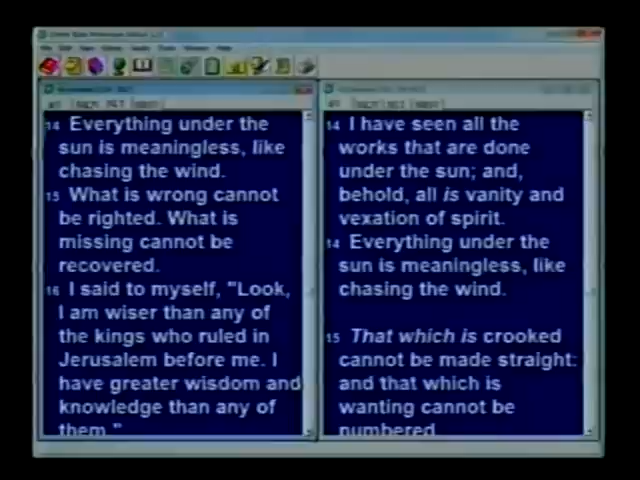 14 Everything under the
sun is meaningless, like
chasing the wind.
15 What is wrong cannot
be righted. What is
missing cannot be
recovered.
16 I said to myself, "Look,
I am wiser than any of
the kings who ruled in
Jerusalem before me. I
have greater wisdom and
knowledge than any of
them."
14 I have seen all the
works that are done
under the sun; and,
behold, all is vanity and
vexation of spirit.
14 Everything under the
sun is meaningless, like
chasing the wind.
15 That which is crooked
cannot be made straight:
and that which is
wanting cannot be
numbered